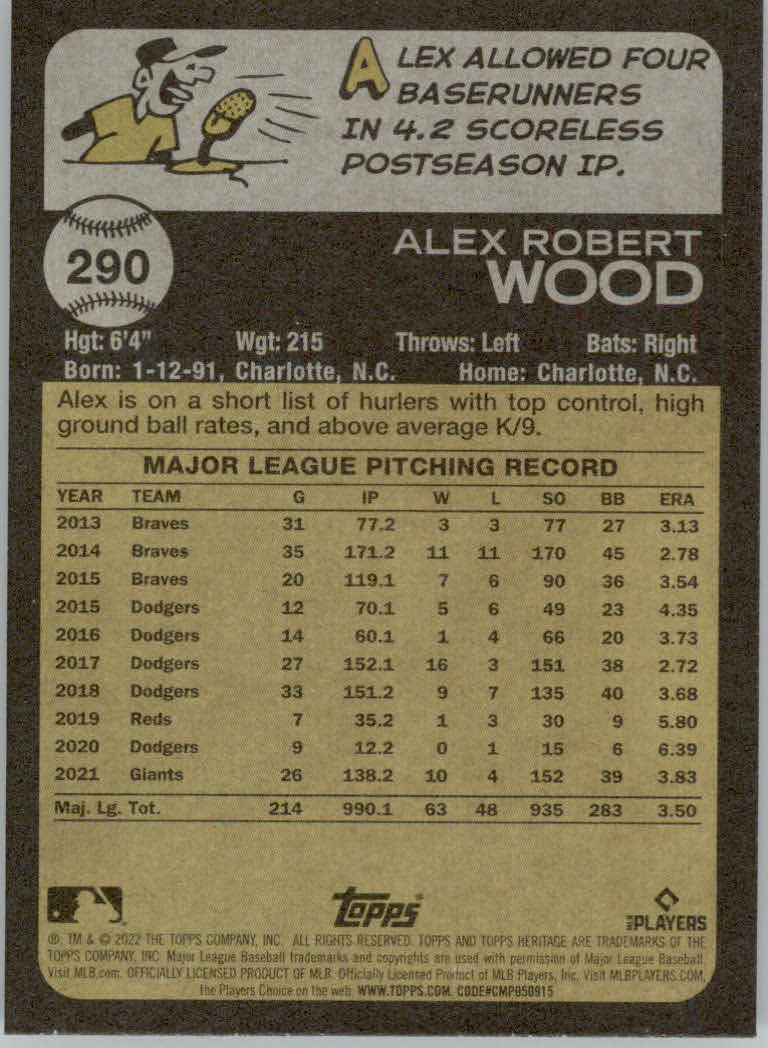 ALEX ALLOWED FOUR
BASERUNNERS
IN 4.2 SCORELESS
POSTSEASON IP.
290
ALEX ROBERT
WOOD
Hgt: 6'4" Wgt: 215 Throws: Left Bats: Right
Born: 1-12-91, Charlotte, N.C. Home: Charlotte, N.C.
Alex is on a short list of hurlers with top control, high
ground ball rates, and above average K/9.
MAJOR LEAGUE PITCHING RECORD
YEAR TEAM G IP W L SO BB ERA
2013 Braves 31 77.2 3 3 77 27 3.13
2014 Braves 35 171.2 11 11 170 45 2.78
2015 Braves 20 119.1 7 6 90 36 3.54
2015 Dodgers 12 70.1 5 6 49 23 4.35
2016 Dodgers 14 60.1 1 4 66 20 3.73
2017 Dodgers 27 152.1 16 3 151 38 2.72
2018 Dodgers 33 151.2 9 7 135 40 3.68
2019 Reds 7 35.2 1 3 30 9 5.80
2020 Dodgers 9 12.2 0 1 15 6 6.39
2021 Giants 26 138.2 10 4 152 39 3.83
Maj. Lg. Tot. 214 990.1 63 48 935 283 3.50
topps
MLB PLAYERS
®, TM & © 2022 THE TOPPS COMPANY, INC. ALL RIGHTS RESERVED. TOPPS AND TOPPS HERITAGE ARE TRADEMARKS OF THE
TOPPS COMPANY, INC. Major League Baseball trademarks and copyrights are used with permission of Major League Baseball.
Visit MLB.com. OFFICIALLY LICENSED PRODUCT OF MLB. Officially Licensed Product of MLB Players, Inc. Visit MLBPLAYERS.COM,
the Players Choice on the web. WWW.TOPPS.COM. CODE#CMP050915